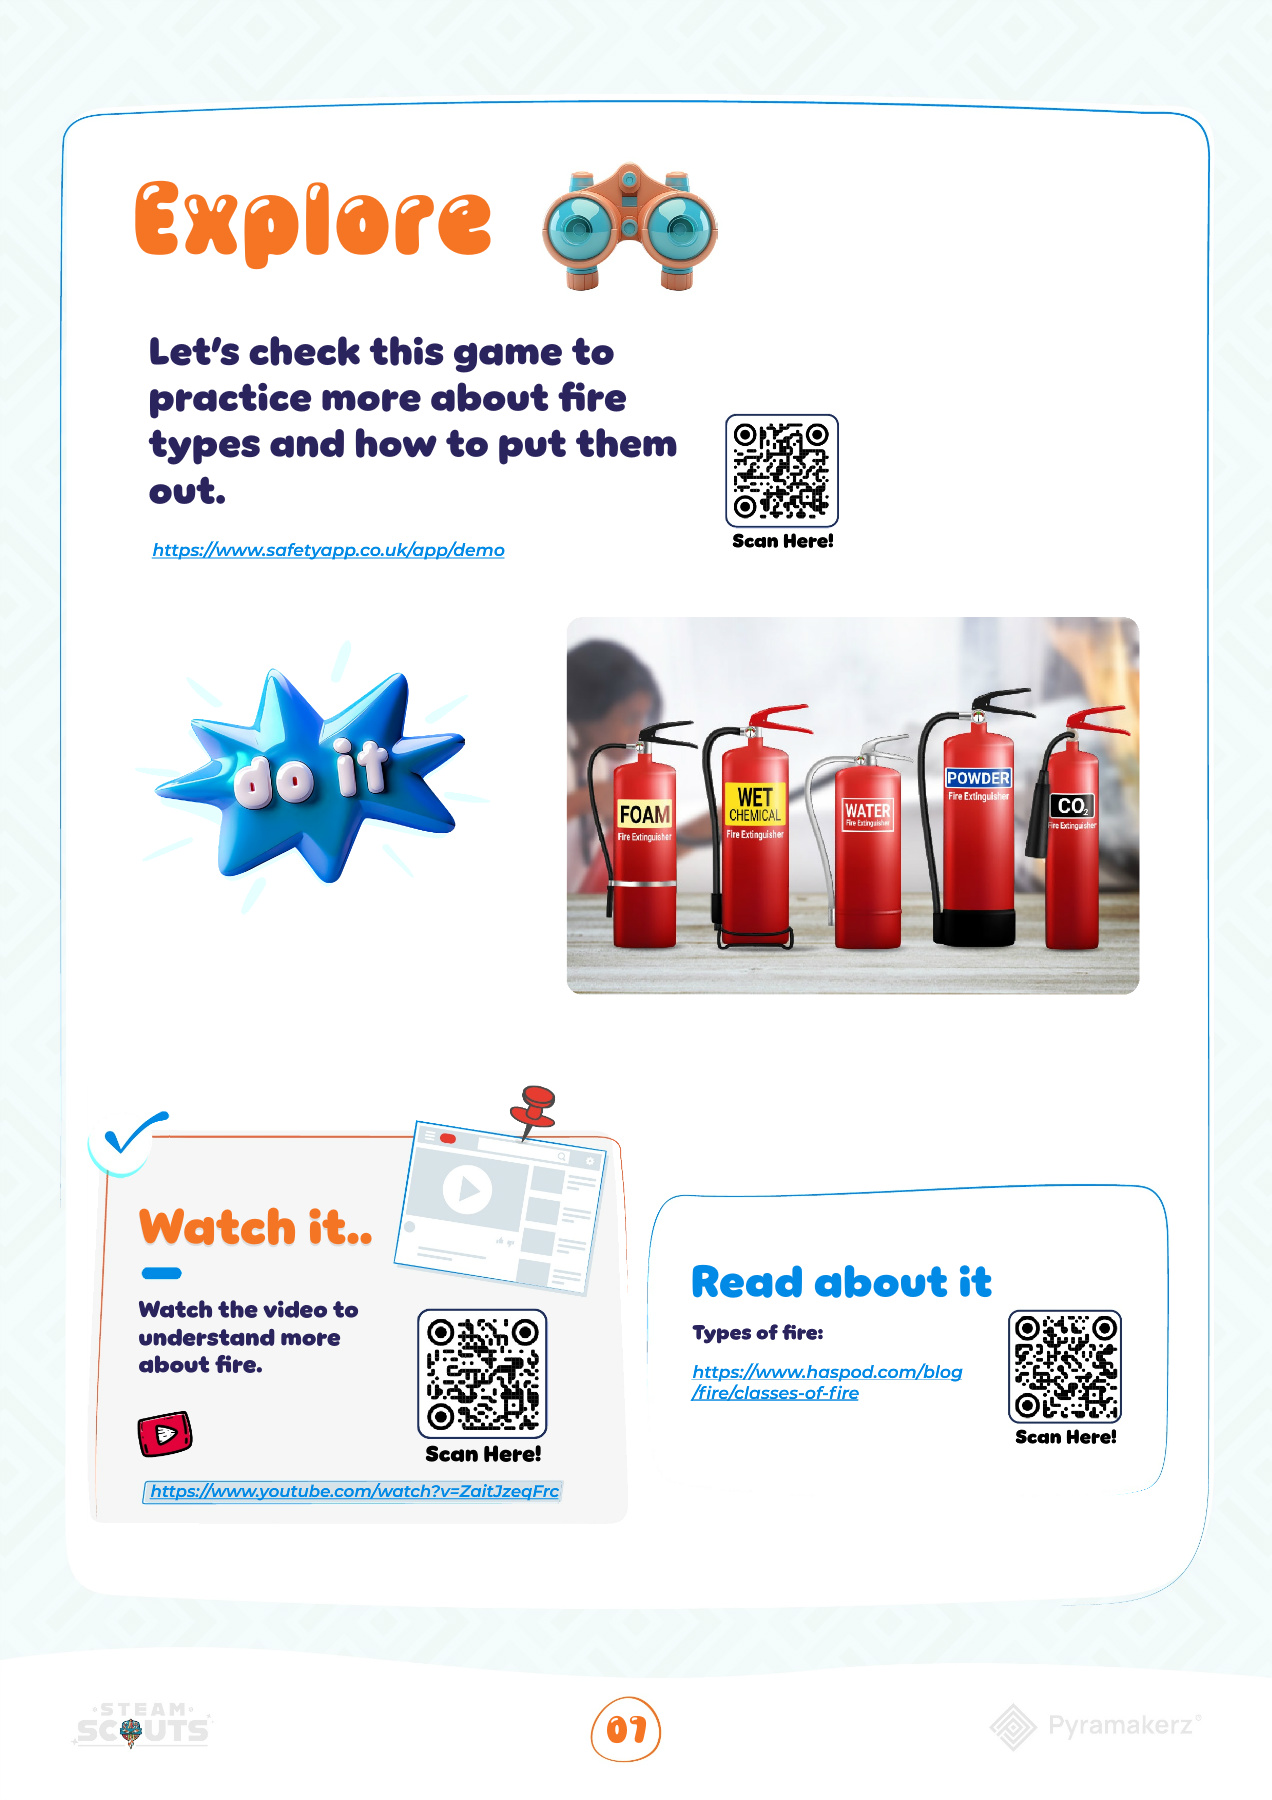 Explore
Let's check this game to
practice more about fire
types and how to put them
out.
https://www.safetyapp.co.uk/app/demo
Scan Here!
do it
FOAM
Fire Extinguisher
WET
CHEMICAL
Fire Extinguisher
WATER
Fire Extinguisher
POWDER
Fire Extinguisher
CO₂
Fire Extinguisher
Watch it..
Watch the video to
understand more
about fire.
Scan Here!
https://www.youtube.com/watch?v=ZaitJzeqFrc
Read about it
Types of fire:
https://www.haspod.com/blog
/fire/classes-of-fire
Scan Here!
STEAM
SCOUTS
07
Pyramakerz